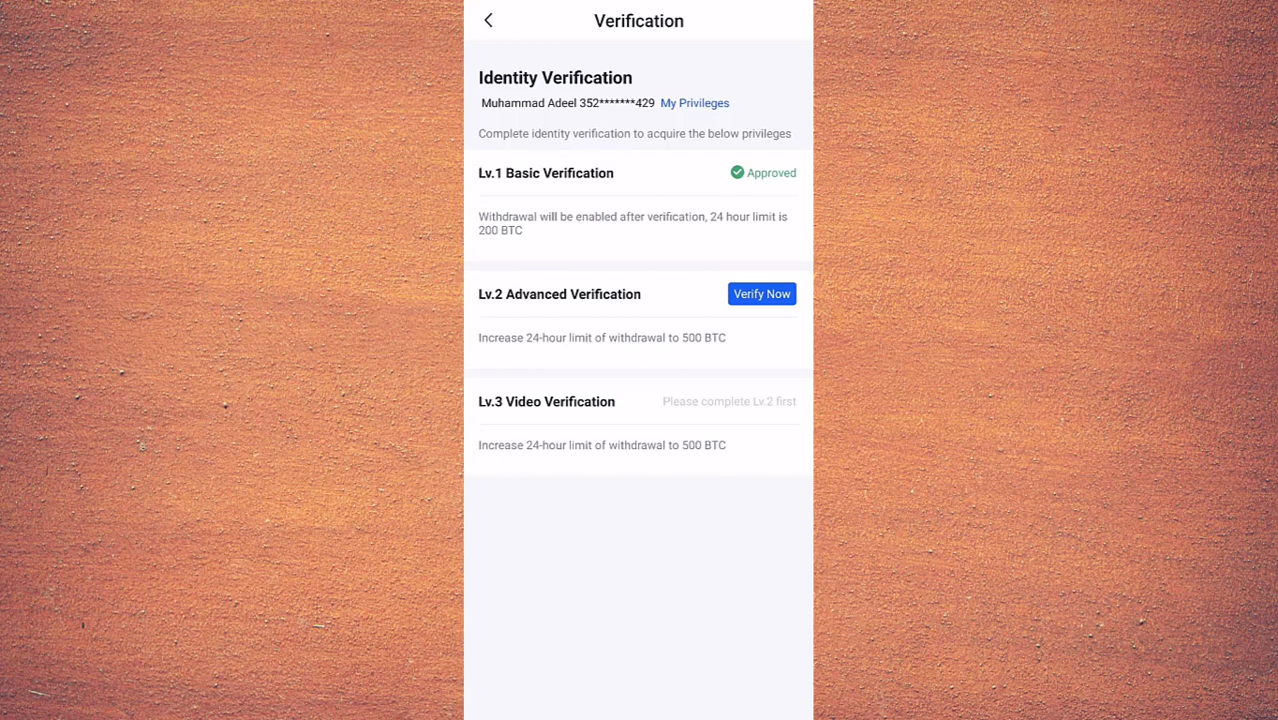 Verification
Identity Verification
Muhammad Adeel 352*******429 My Privileges
Complete identity verification to acquire the below privileges
Lv.1 Basic Verification Approved
Withdrawal will be enabled after verification, 24 hour limit is
200 BTC
Lv.2 Advanced Verification Verify Now
Increase 24-hour limit of withdrawal to 500 BTC
Lv.3 Video Verification Please complete Lv.2 first
Increase 24-hour limit of withdrawal to 500 BTC